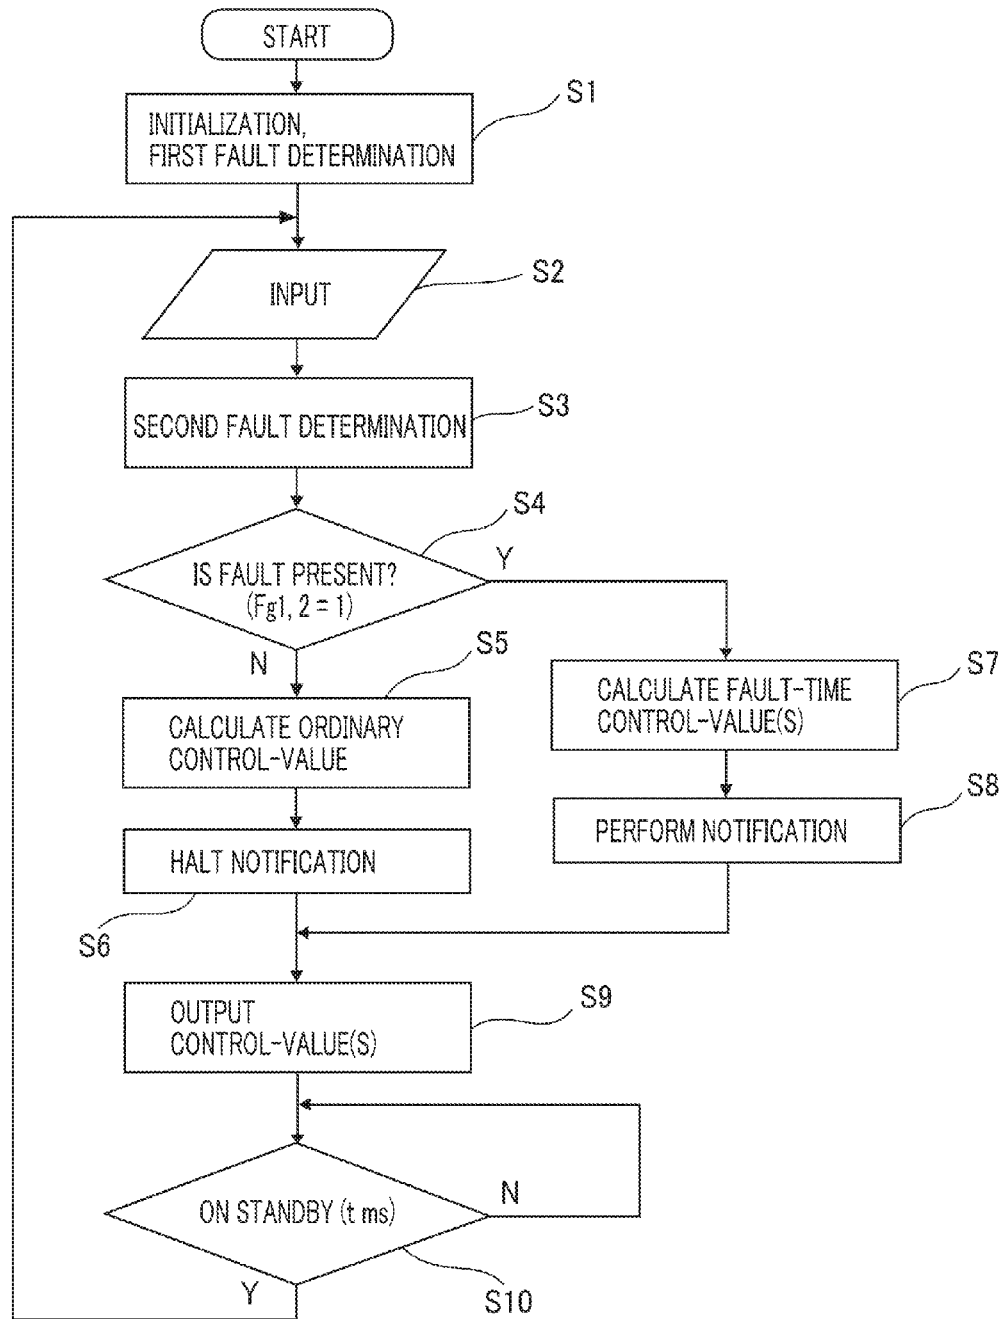 START
S1
INITIALIZATION,
FIRST FAULT DETERMINATION
S2
INPUT
S3
SECOND FAULT DETERMINATION
S4
Y
IS FAULT PRESENT?
(Fg1, 2 = 1)
N
S5
S7
CALCULATE ORDINARY
CONTROL-VALUE
CALCULATE FAULT-TIME
CONTROL-VALUE(S)
S8
HALT NOTIFICATION
PERFORM NOTIFICATION
S6
S9
OUTPUT
CONTROL-VALUE(S)
ON STANDBY (t ms)
N
Y
S10